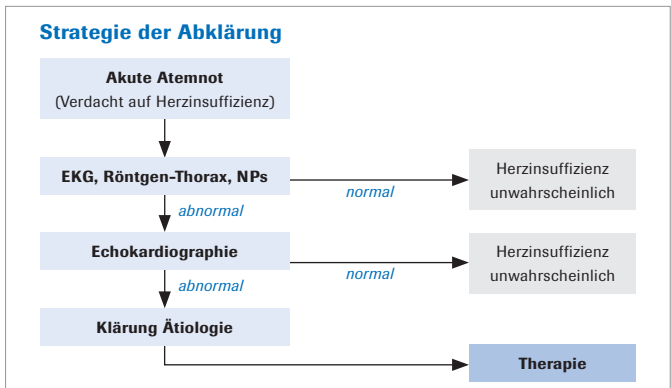 Strategie der Abklärung
Akute Atemnot
(Verdacht auf Herzinsuffizienz)
EKG, Röntgen-Thorax, NPs
normal
Herzinsuffizienz
unwahrscheinlich
abnormal
Echokardiographie
normal
Herzinsuffizienz
unwahrscheinlich
abnormal
Klärung Ätiologie
Therapie